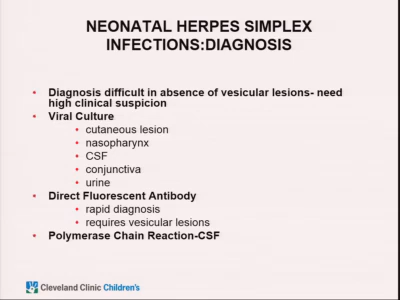 NEONATAL HERPES SIMPLEX
INFECTIONS:DIAGNOSIS
• Diagnosis difficult in absence of vesicular lesions- need
high clinical suspicion
• Viral Culture
• cutaneous lesion
• nasopharynx
• CSF
• conjunctiva
• urine
• Direct Fluorescent Antibody
• rapid diagnosis
• requires vesicular lesions
• Polymerase Chain Reaction-CSF
Cleveland Clinic Children's